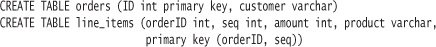 CREATE TABLE orders (ID int primary key, customer varchar)
CREATE TABLE line_items (orderID int, seq int, amount int, product varchar,
primary key (orderID, seq))